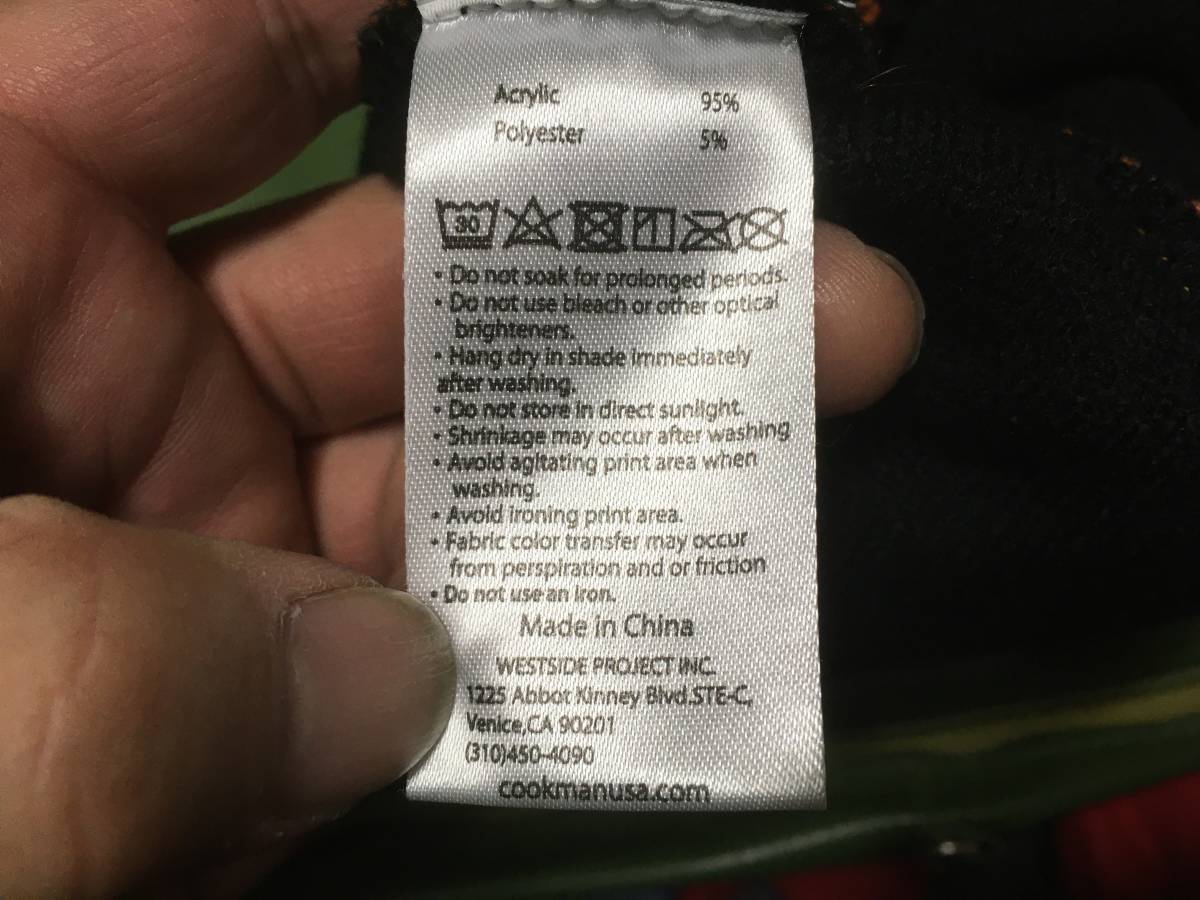 Acrylic 95%
Polyester 5%
30
• Do not soak for prolonged periods.
• Do not use bleach or other optical
brighteners.
• Hang dry in shade immediately
after washing.
• Do not store in direct sunlight.
• Shrinkage may occur after washing
• Avoid agitating print area when
washing.
• Avoid ironing print area.
• Fabric color transfer may occur
from perspiration and or friction
• Do not use an iron.
Made in China
WESTSIDE PROJECT INC.
1225 Abbot Kinney Blvd.STE-C,
Venice,CA 90201
(310)450-4090
cookmanusa.com